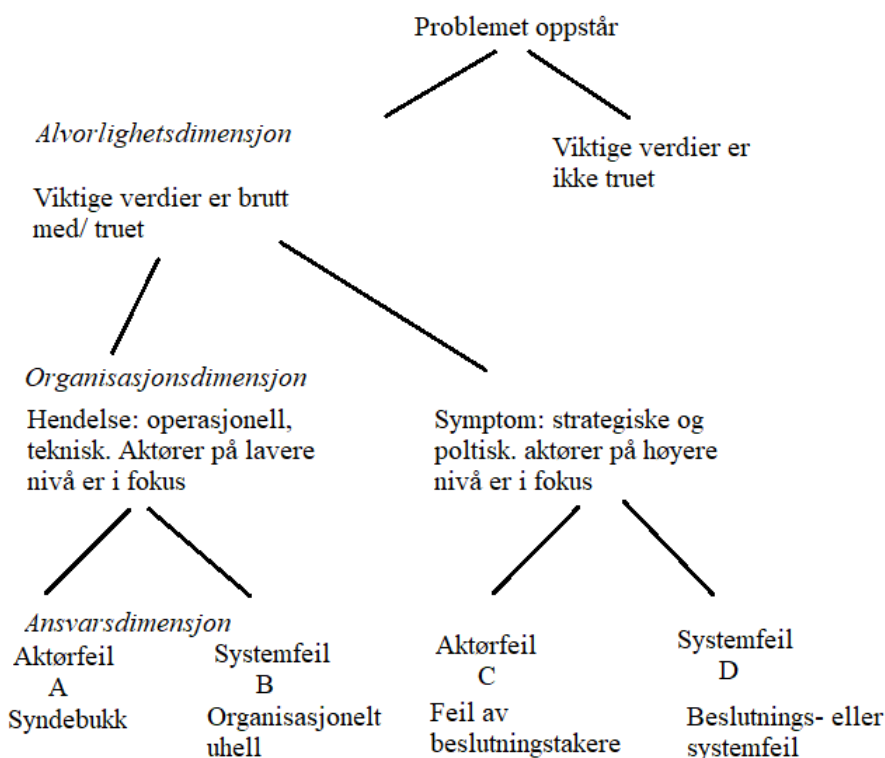 Problemet oppstår
Alvorlighetsdimensjon
Viktige verdier er
ikke truet
Viktige verdier er brutt
med/ truet
Organisasjonsdimensjon
Hendelse: operasjonell,
teknisk. Aktører på lavere
nivå er i fokus
Symptom: strategiske og
poltisk. aktører på høyere
nivå er i fokus
Ansvarsdimensjon
Aktørfeil
A
Syndebukk
Systemfeil
B
Organisasjonelt
uhell
Aktørfeil
C
Feil av
beslutningstakere
Systemfeil
D
Beslutnings- eller
systemfeil